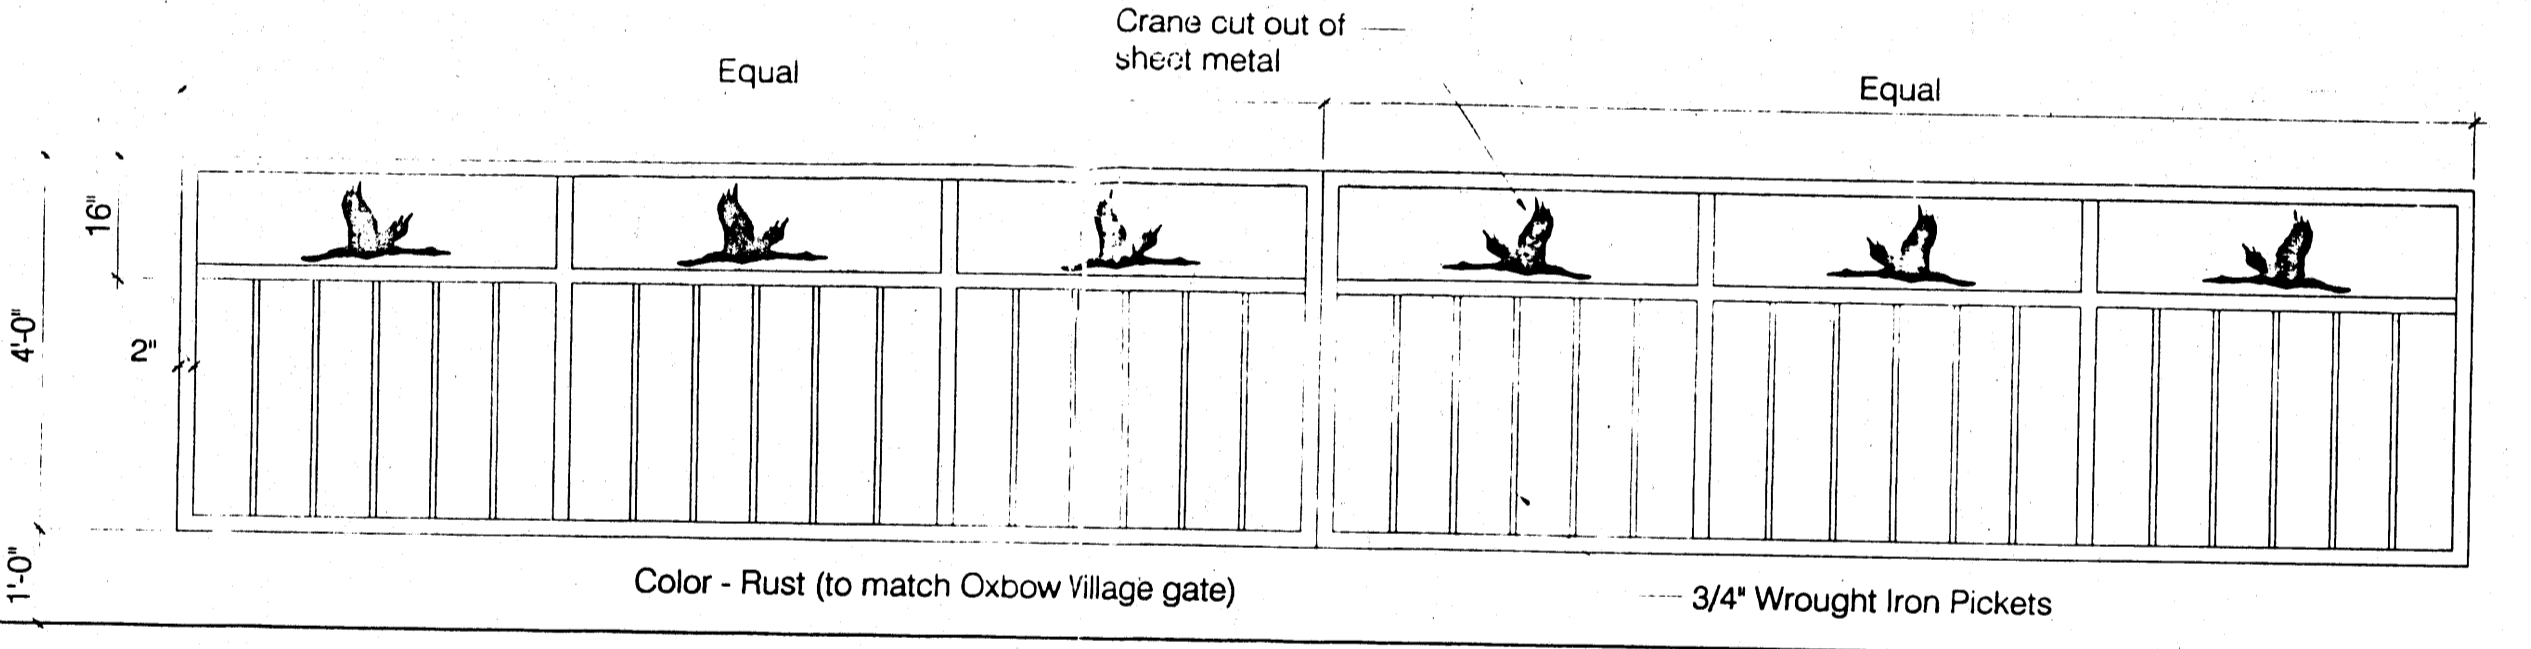 Crane cut out of
sheet metal
Equal
Equal
16"
4'-0"
2"
1'-0"
Color - Rust (to match Oxbow Village gate)
3/4" Wrought Iron Pickets